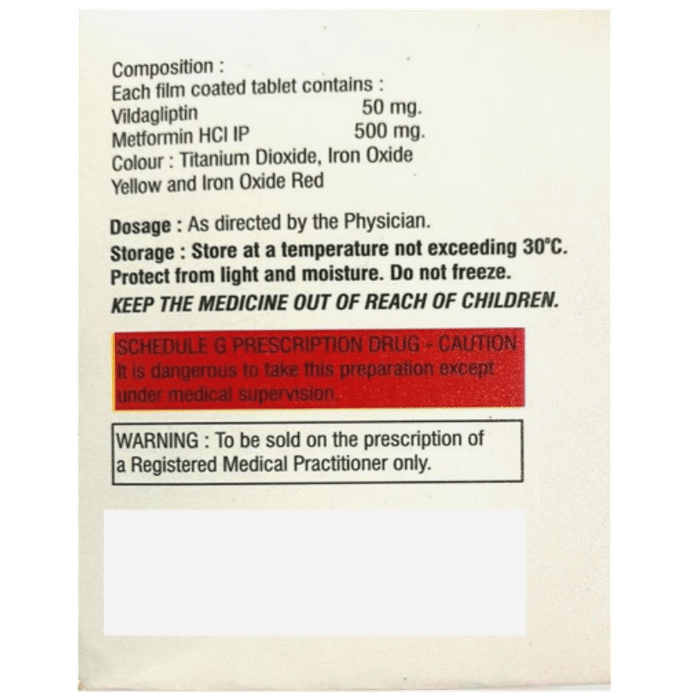 Composition :
Each film coated tablet contains :
Vildagliptin 50 mg.
Metformin HCl IP 500 mg.
Colour : Titanium Dioxide, Iron Oxide
Yellow and Iron Oxide Red
Dosage : As directed by the Physician.
Storage : Store at a temperature not exceeding 30°C.
Protect from light and moisture. Do not freeze.
KEEP THE MEDICINE OUT OF REACH OF CHILDREN.
SCHEDULE G PRESCRIPTION DRUG - CAUTION
It is dangerous to take this preparation except
under medical supervision.
WARNING : To be sold on the prescription of
a Registered Medical Practitioner only.